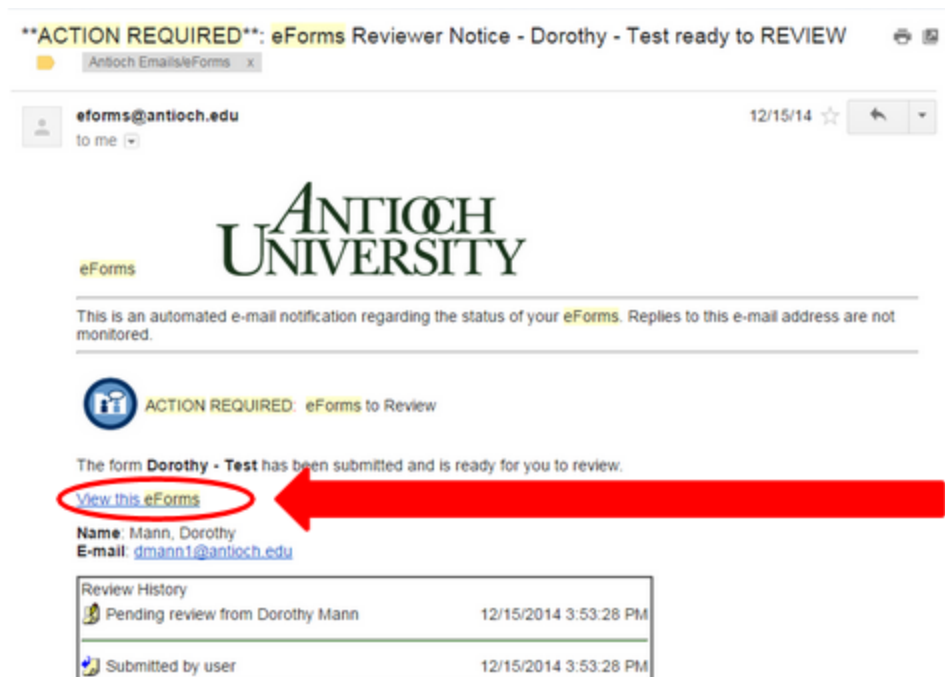 **ACTION REQUIRED**: eForms Reviewer Notice - Dorothy - Test ready to REVIEW
Antioch Emails/eForms x
eforms@antioch.edu 12/15/14
to me
ANTIOCH
UNIVERSITY
eForms
This is an automated e-mail notification regarding the status of your eForms. Replies to this e-mail address are not
monitored.
ACTION REQUIRED: eForms to Review
The form Dorothy - Test has been submitted and is ready for you to review.
View this eForms
Name: Mann, Dorothy
E-mail: dmann1@antioch.edu
Review History
Pending review from Dorothy Mann 12/15/2014 3:53:28 PM
Submitted by user 12/15/2014 3:53:28 PM